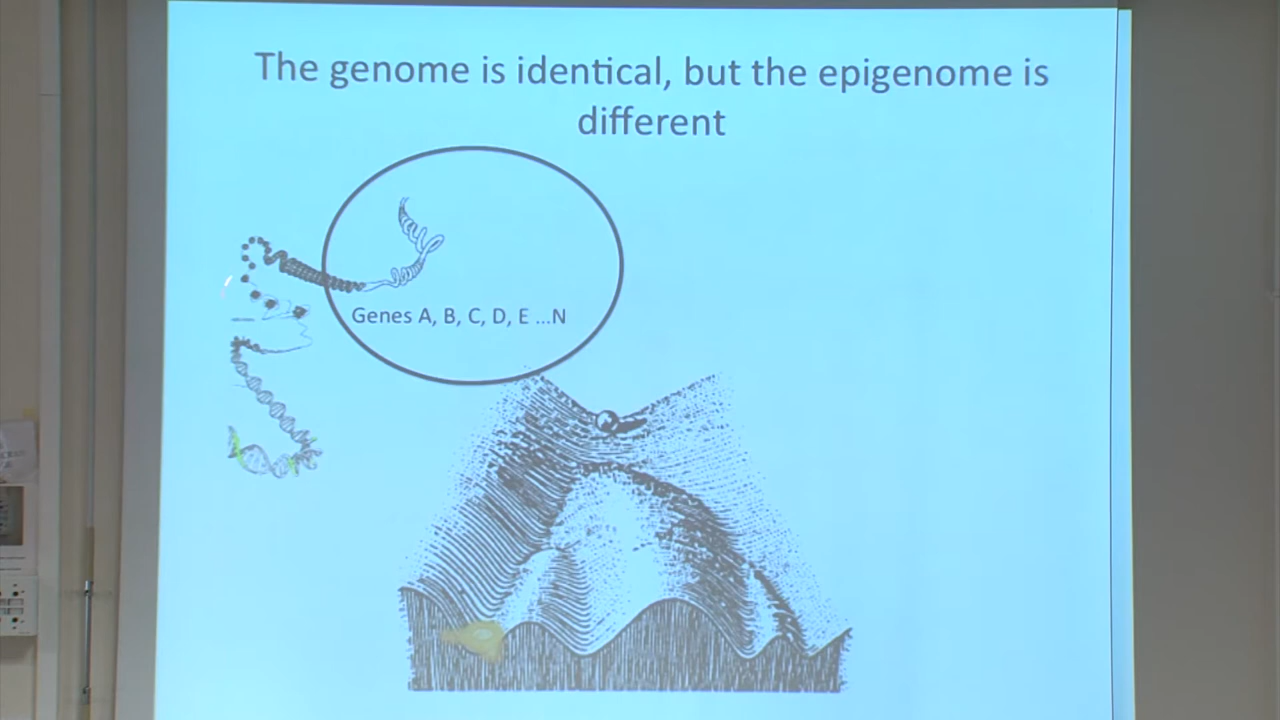 The genome is identical, but the epigenome is
different
Genes A, B, C, D, E ...N